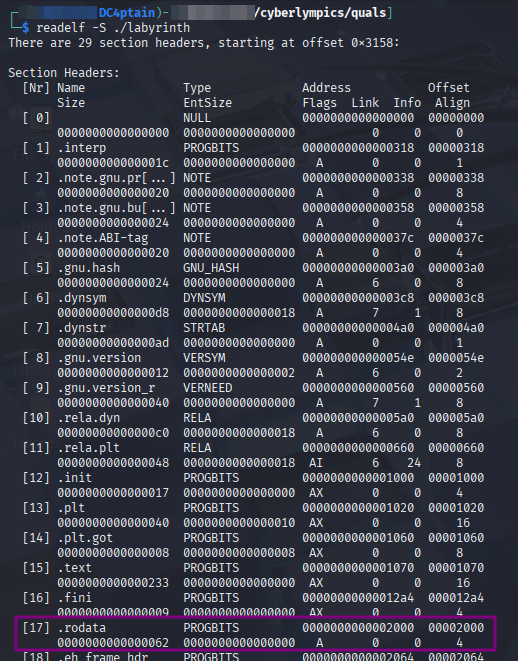 DC4ptain)-[ /cyberlympics/quals]
└─$ readelf -S ./labyrinth
There are 29 section headers, starting at offset 0×3158:
Section Headers:
[Nr] Name Type Address Offset
Size EntSize Flags Link Info Align
[ 0] NULL 0000000000000000 00000000
0000000000000000 0000000000000000 0 0 0
[ 1] .interp PROGBITS 0000000000000318 00000318
000000000000001c 0000000000000000 A 0 0 1
[ 2] .note.gnu.pr[...] NOTE 0000000000000338 00000338
0000000000000020 0000000000000000 A 0 0 8
[ 3] .note.gnu.bu[...] NOTE 0000000000000358 00000358
0000000000000024 0000000000000000 A 0 0 4
[ 4] .note.ABI-tag NOTE 000000000000037c 0000037c
0000000000000020 0000000000000000 A 0 0 4
[ 5] .gnu.hash GNU_HASH 00000000000003a0 000003a0
0000000000000024 0000000000000000 A 6 0 8
[ 6] .dynsym DYNSYM 00000000000003c8 000003c8
00000000000000d8 0000000000000018 A 7 1 8
[ 7] .dynstr STRTAB 00000000000004a0 000004a0
00000000000000ad 0000000000000000 A 0 0 1
[ 8] .gnu.version VERSYM 000000000000054e 0000054e
0000000000000012 0000000000000002 A 6 0 2
[ 9] .gnu.version_r VERNEED 0000000000000560 00000560
0000000000000040 0000000000000000 A 7 1 8
[10] .rela.dyn RELA 00000000000005a0 000005a0
00000000000000c0 0000000000000018 A 6 0 8
[11] .rela.plt RELA 0000000000000660 00000660
0000000000000048 0000000000000018 AI 6 24 8
[12] .init PROGBITS 0000000000001000 00001000
0000000000000017 0000000000000000 AX 0 0 4
[13] .plt PROGBITS 0000000000001020 00001020
0000000000000040 0000000000000010 AX 0 0 16
[14] .plt.got PROGBITS 0000000000001060 00001060
0000000000000008 0000000000000008 AX 0 0 8
[15] .text PROGBITS 0000000000001070 00001070
0000000000000233 0000000000000000 AX 0 0 16
[16] .fini PROGBITS 00000000000012a4 000012a4
0000000000000009 0000000000000000 AX 0 0 4
[17] .rodata PROGBITS 0000000000002000 00002000
0000000000000062 0000000000000000 A 0 0 4
[18] .eh_frame_hdr PROGBITS 0000000000002064 00002064